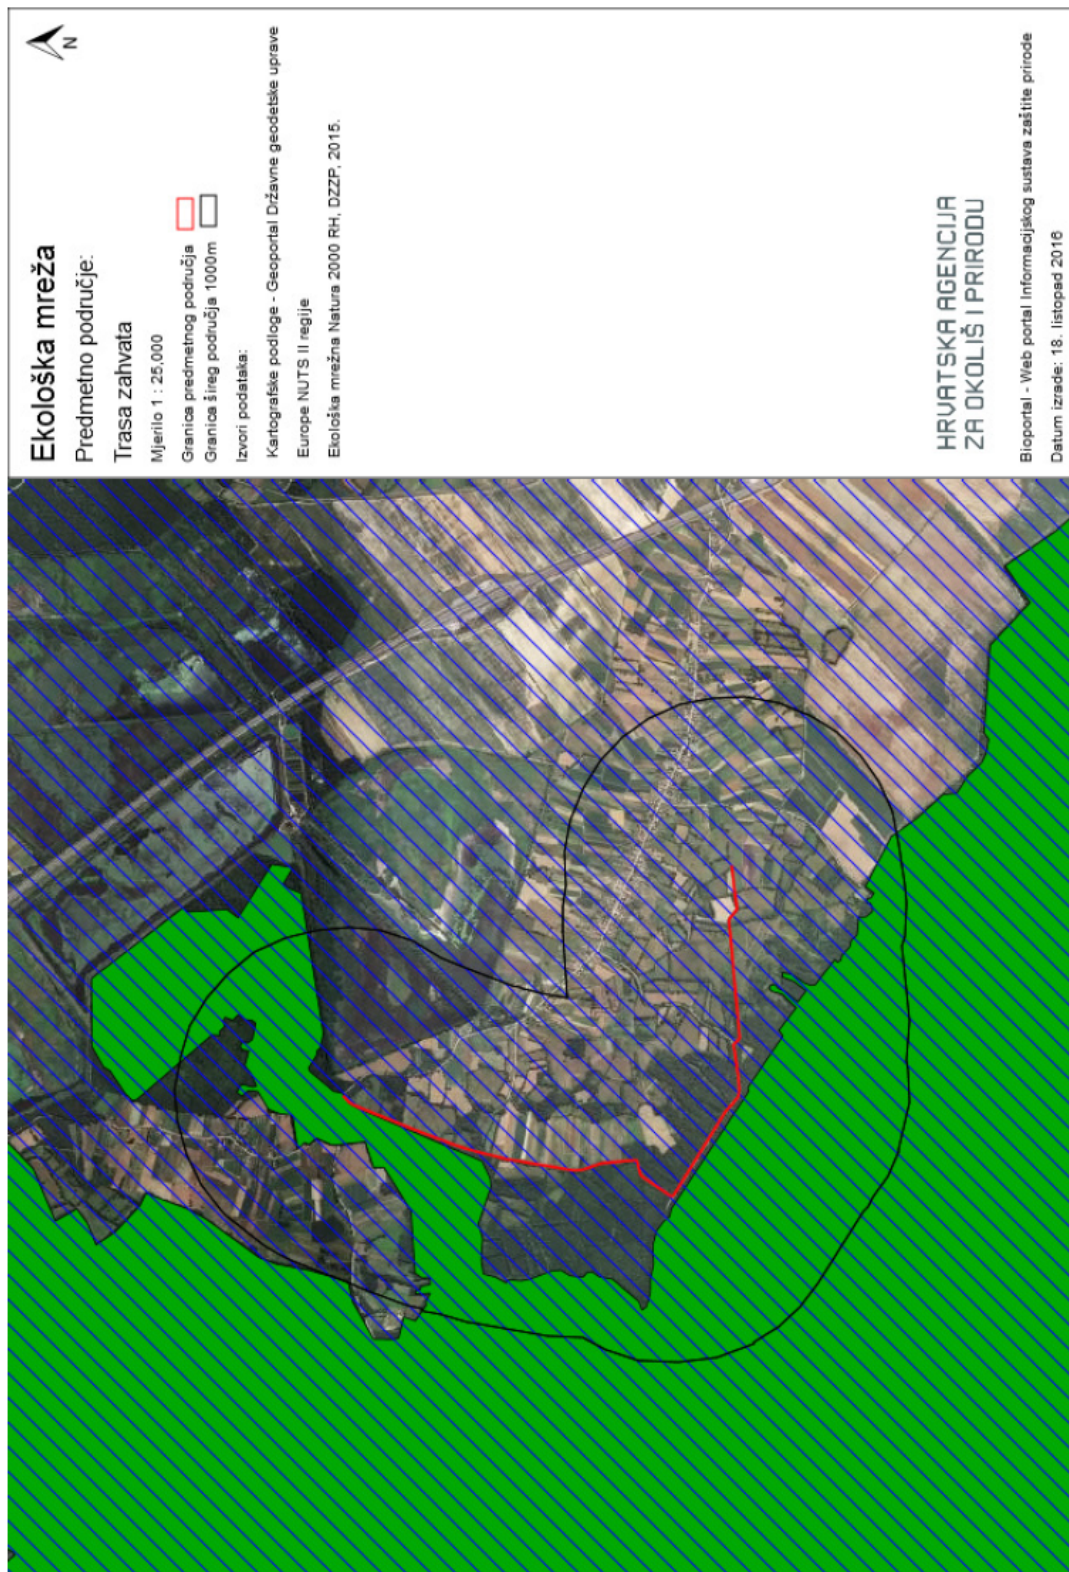 N
Ekološka mreža
Predmetno područje:
Trasa zahvata
Mjerilo 1 : 25,000
Granica predmetnog područja
Granica šireg područja 1000m
Izvori podataka:
Kartografske podloge - Geoportal Državne geodetske uprave
Europe NUTS II regije
Ekološka mrežna Natura 2000 RH, DZZP, 2015.
HRVATSKA AGENCIJA
ZA OKOLIŠ I PRIRODU
Bioportal - Web portal Informacijskog sustava zaštite prirode
Datum izrade: 18. listopad 2016